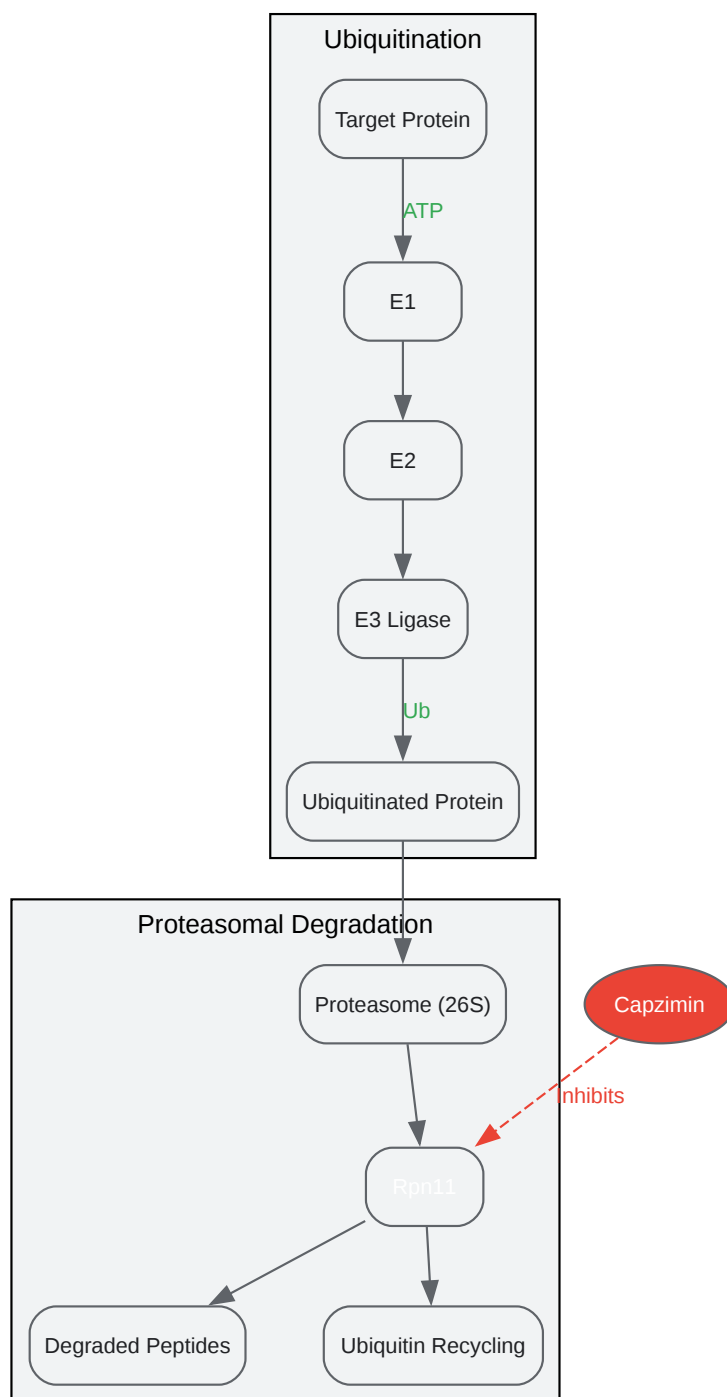 Ubiquitination
Target Protein
ATP
E1
E2
E3 Ligase
Ub
Ubiquitinated Protein
Proteasomal Degradation
Proteasome (26S)
Capzimin
Inhibits
Rpn11
Degraded Peptides
Ubiquitin Recycling